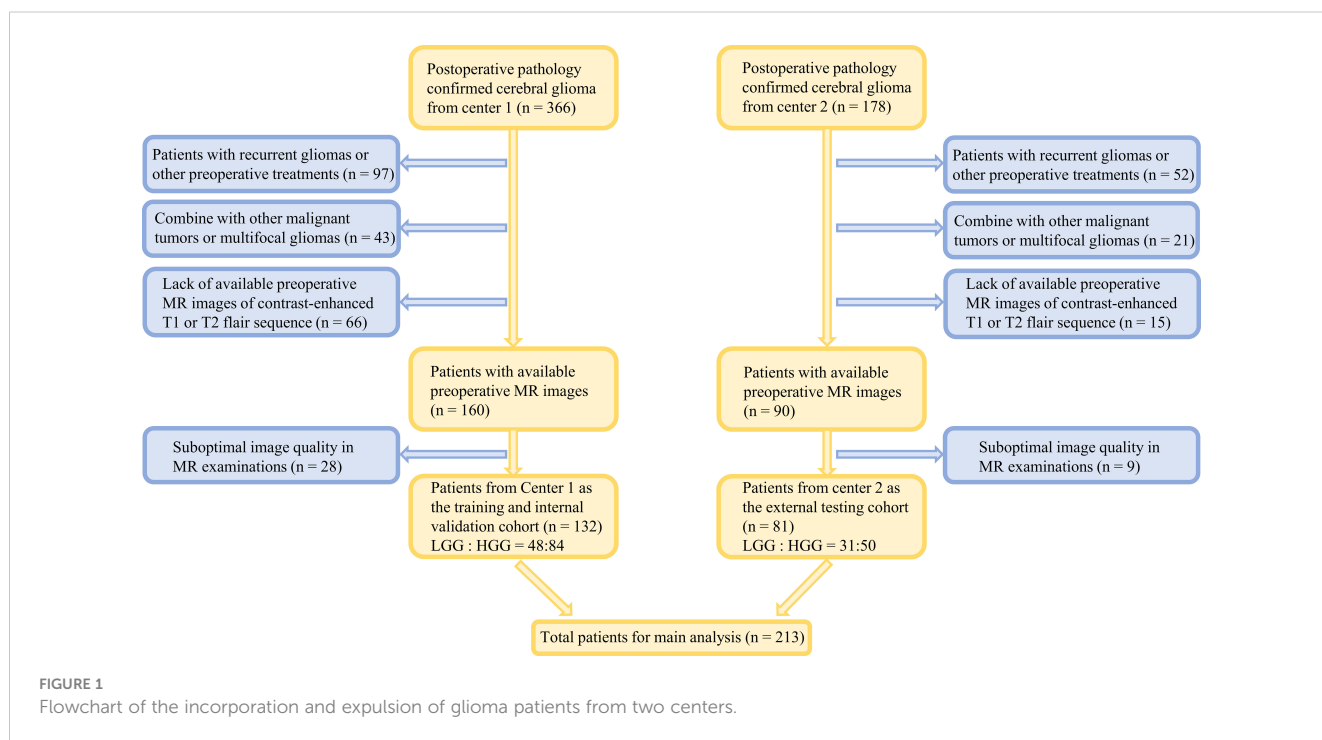 Postoperative pathology
confirmed cerebral glioma
from center 1 (n = 366)
Patients with recurrent gliomas or
other preoperative treatments (n = 97)
Combine with other malignant
tumors or multifocal gliomas (n = 43)
Lack of available preoperative
MR images of contrast-enhanced
T1 or T2 flair sequence (n = 66)
Patients with available
preoperative MR images
(n = 160)
Suboptimal image quality in
MR examinations (n = 28)
Patients from Center 1 as
the training and internal
validation cohort (n = 132)
LGG : HGG = 48:84
Postoperative pathology
confirmed cerebral glioma
from center 2 (n = 178)
Patients with recurrent gliomas or
other preoperative treatments (n = 52)
Combine with other malignant
tumors or multifocal gliomas (n = 21)
Lack of available preoperative
MR images of contrast-enhanced
T1 or T2 flair sequence (n = 15)
Patients with available
preoperative MR images
(n = 90)
Suboptimal image quality in
MR examinations (n = 9)
Patients from center 2 as
the external testing cohort
(n = 81)
LGG : HGG = 31:50
Total patients for main analysis (n = 213)
FIGURE 1
Flowchart of the incorporation and expulsion of glioma patients from two centers.